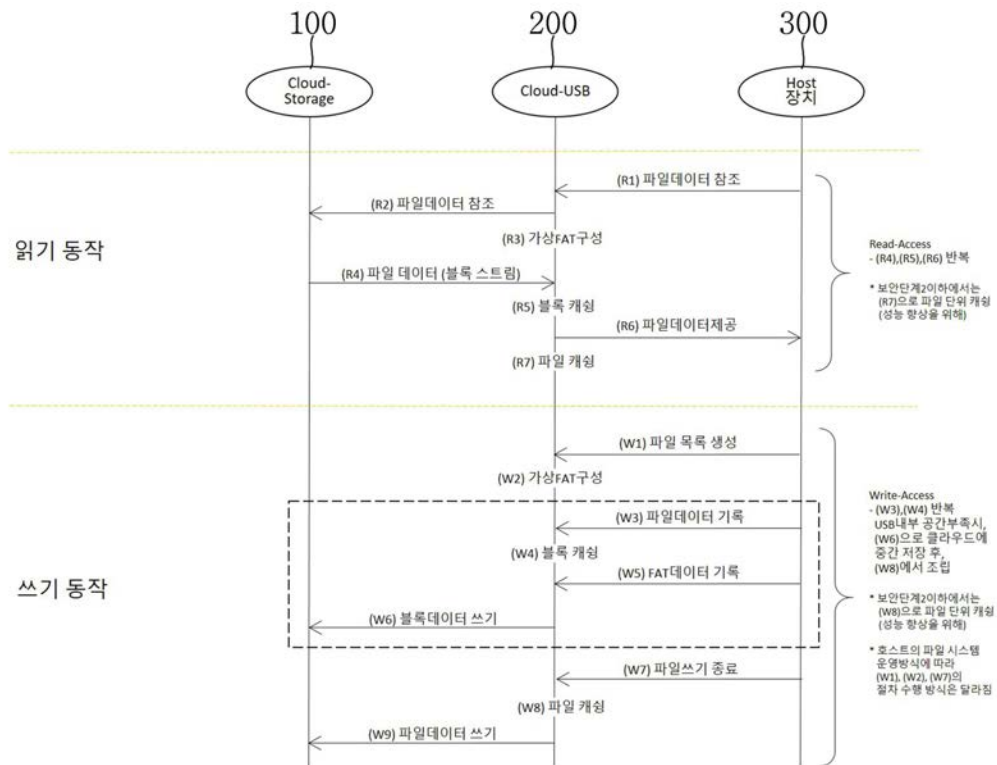 100
200
300
Cloud-
Storage
Cloud-USB
Host
장치
(R1) 파일데이터 참조
(R2) 파일데이터 참조
(R3) 가상FAT구성
읽기 동작
(R4) 파일 데이터 (블록 스트림)
(R5) 블록 캐슁
(R6) 파일데이터제공
(R7) 파일 캐슁
Read-Access
- (R4),(R5),(R6) 반복
* 보안단계2이하에서는
(R7)으로 파일 단위 캐슁
(성능 향상을 위해)
(W1) 파일 목록 생성
(W2) 가상FAT구성
(W3) 파일데이터 기록
(W4) 블록 캐슁
쓰기 동작
(W5) FAT데이터 기록
(W6) 블록데이터 쓰기
(W7) 파일쓰기 종료
(W8) 파일 캐슁
(W9) 파일데이터 쓰기
Write-Access
- (W3),(W4) 반복
USB내부 공간부족시,
(W6)으로 클라우드에
중간 저장 후,
(W8)에서 조립
* 보안단계2이하에서는
(W8)으로 파일 단위 캐슁
(성능 향상을 위해)
* 호스트의 파일 시스템
운영방식에 따라
(W1), (W2), (W7)의
절차 수행 방식은 달라짐